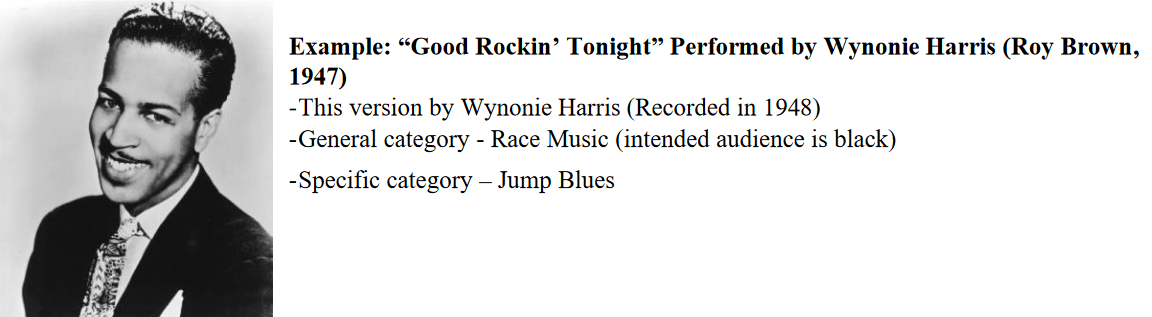 Example: “Good Rockin’ Tonight” Performed by Wynonie Harris (Roy Brown,
1947)
-This version by Wynonie Harris (Recorded in 1948)
-General category - Race Music (intended audience is black)
-Specific category – Jump Blues